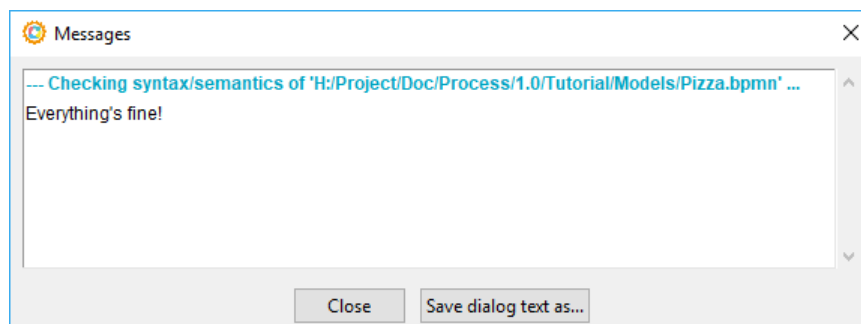 Messages
--- Checking syntax/semantics of 'H:/Project/Doc/Process/1.0/Tutorial/Models/Pizza.bpmn' ...
Everything's fine!
Close
Save dialog text as...